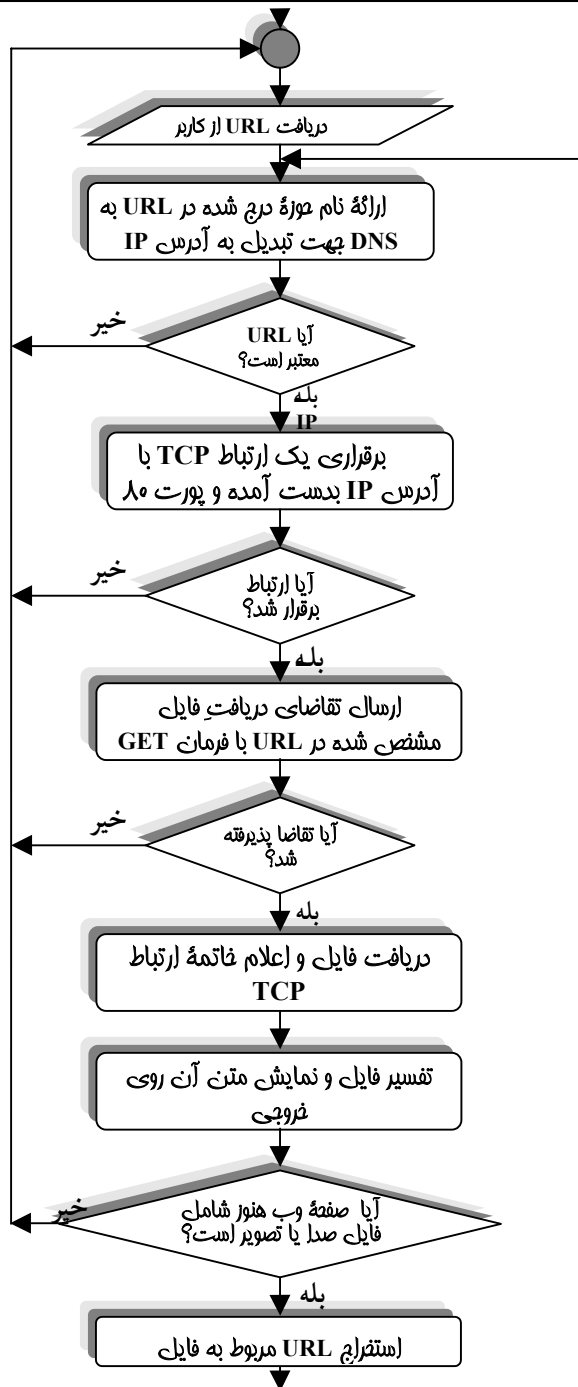 دریافت URL از کاربر
ارائهٔ نام حوزهٔ درج شده در URL به
DNS جهت تبدیل به آدرس IP
خیر
آیا URL
معتبر است؟
بله
IP
برقراری یک ارتباط TCP با
آدرس IP بدست آمده و پورت ۸۰
خیر
آیا ارتباط
برقرار شد؟
بله
ارسال تقاضای دریافتِ فایل
مشخص شده در URL با فرمان GET
خیر
آیا تقاضا پذیرفته
شد؟
بله
دریافت فایل و اعلام خاتمهٔ ارتباط
TCP
تفسیر فایل و نمایش متن آن روی
خروجی
خیر
آیا صفحهٔ وب هنوز شامل
فایل صدا یا تصویر است؟
بله
استخراج URL مربوط به فایل